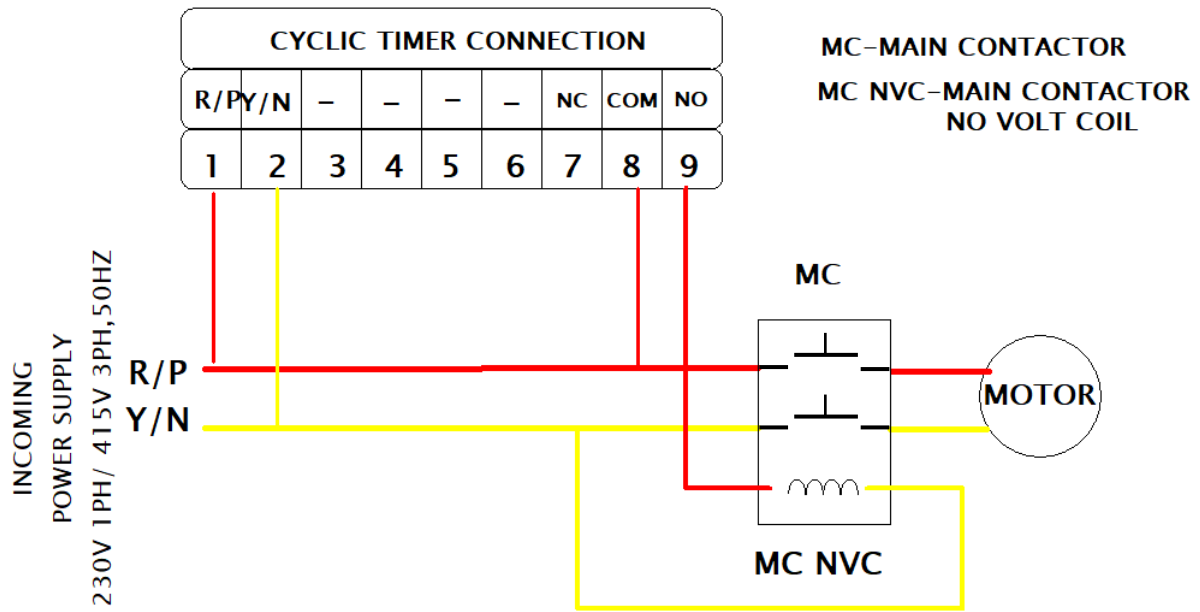 CYCLIC TIMER CONNECTION
R/P Y/N - - - - NC COM NO
1 2 3 4 5 6 7 8 9
MC-MAIN CONTACTOR
MC NVC-MAIN CONTACTOR
NO VOLT COIL
INCOMING
POWER SUPPLY
230V 1PH/ 415V 3PH,50HZ
R/P
Y/N
MC
MOTOR
MC NVC